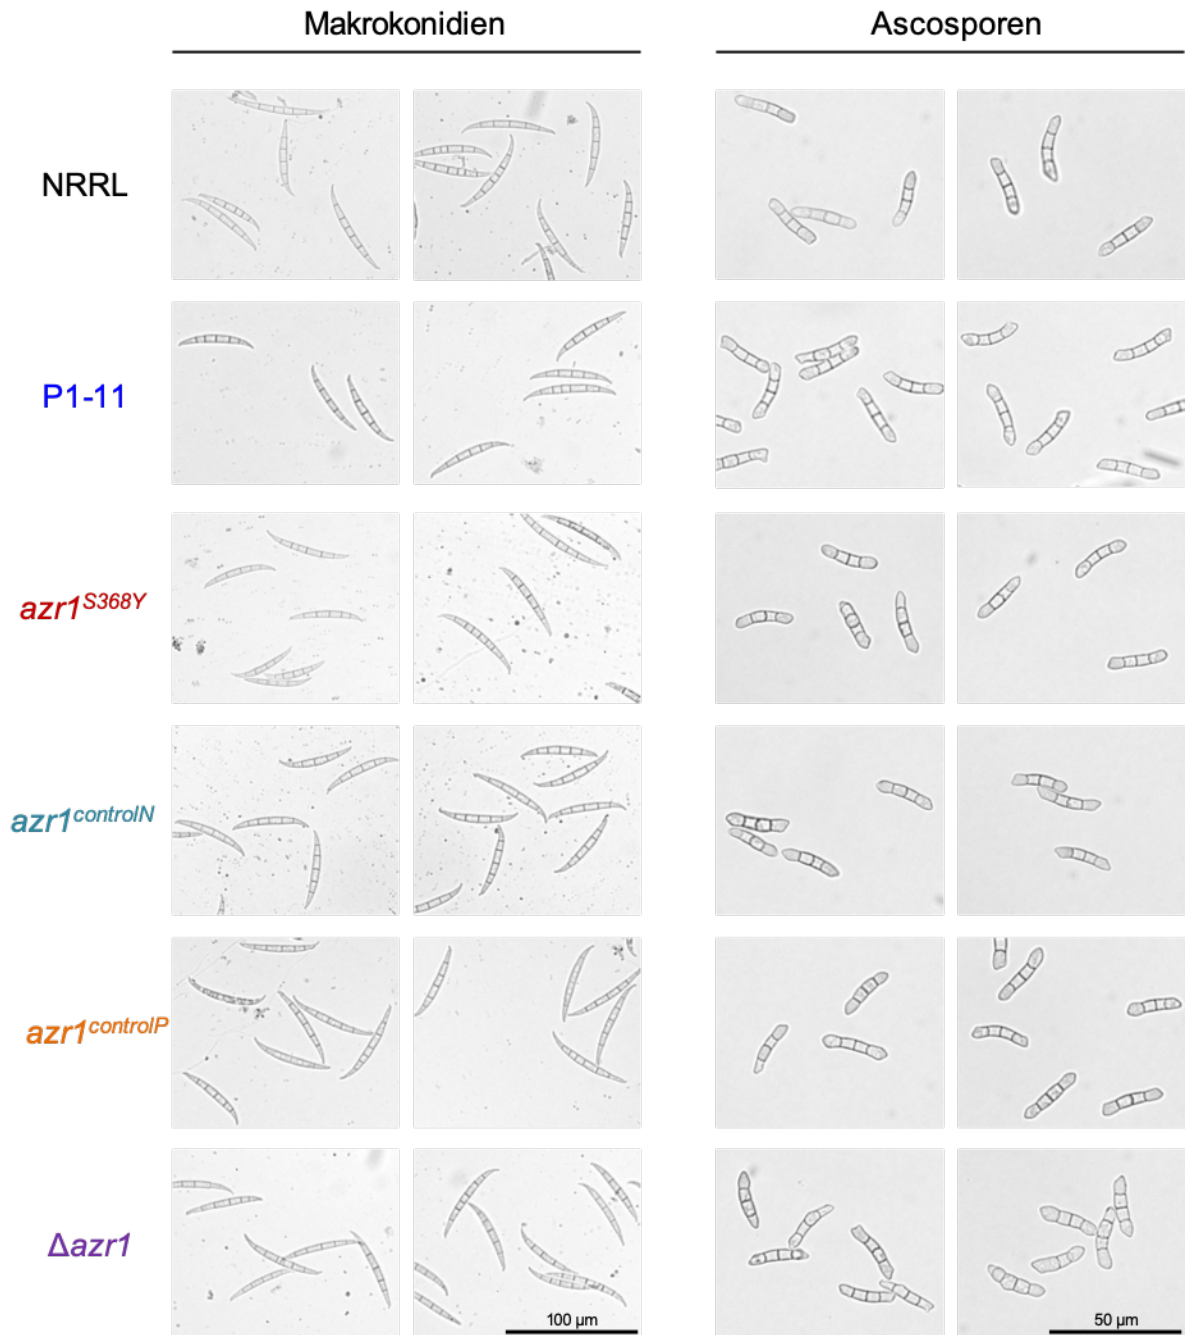 Makrokonidien Ascosporen
NRRL
P1-11
azr1S368Y
azr1controlN
azr1controlP
Δazr1
100 µm 50 µm